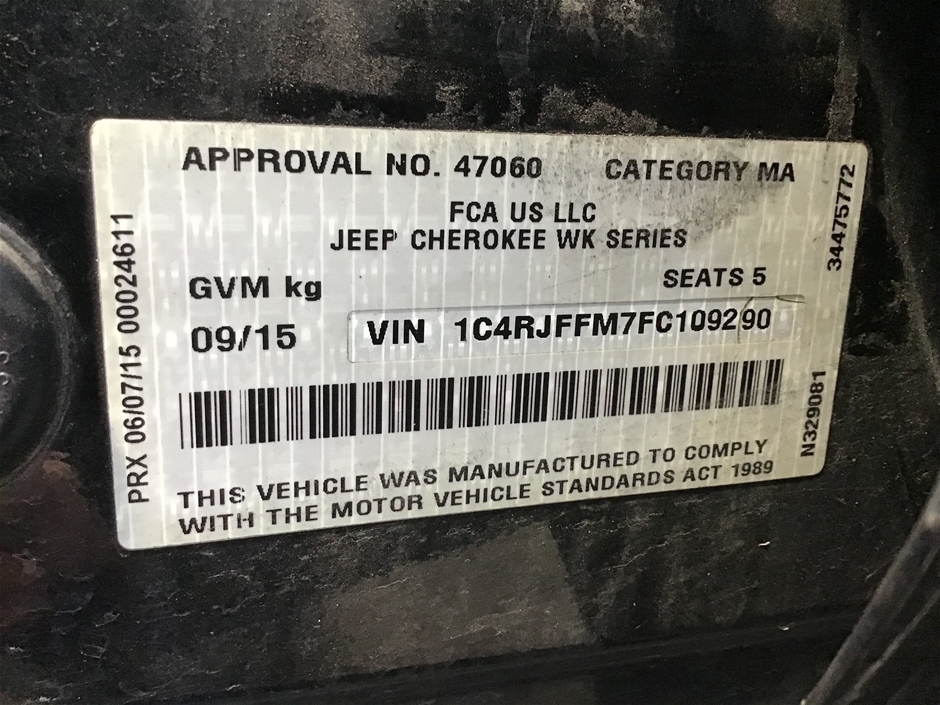 APPROVAL NO. 47060 CATEGORY MA
FCA US LLC
JEEP CHEROKEE WK SERIES
GVM kg SEATS 5
09/15 VIN 1C4RJFFM7FC109290
THIS VEHICLE WAS MANUFACTURED TO COMPLY
WITH THE MOTOR VEHICLE STANDARDS ACT 1989
PRX 06/07/15 00024611
34475772
N329081